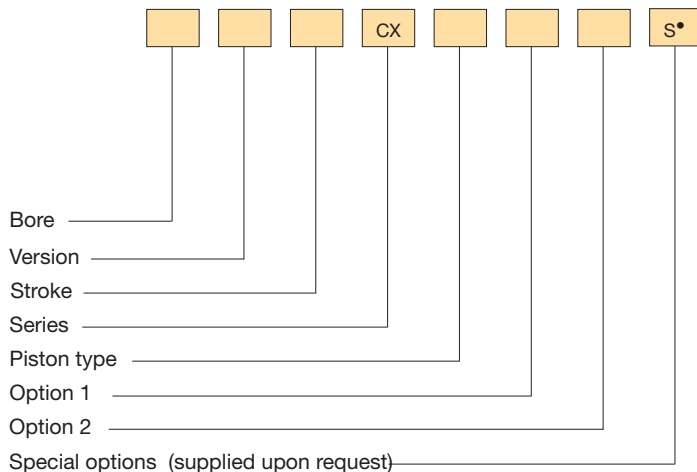 CX S•
Bore
Version
Stroke
Series
Piston type
Option 1
Option 2
Special options (supplied upon request)